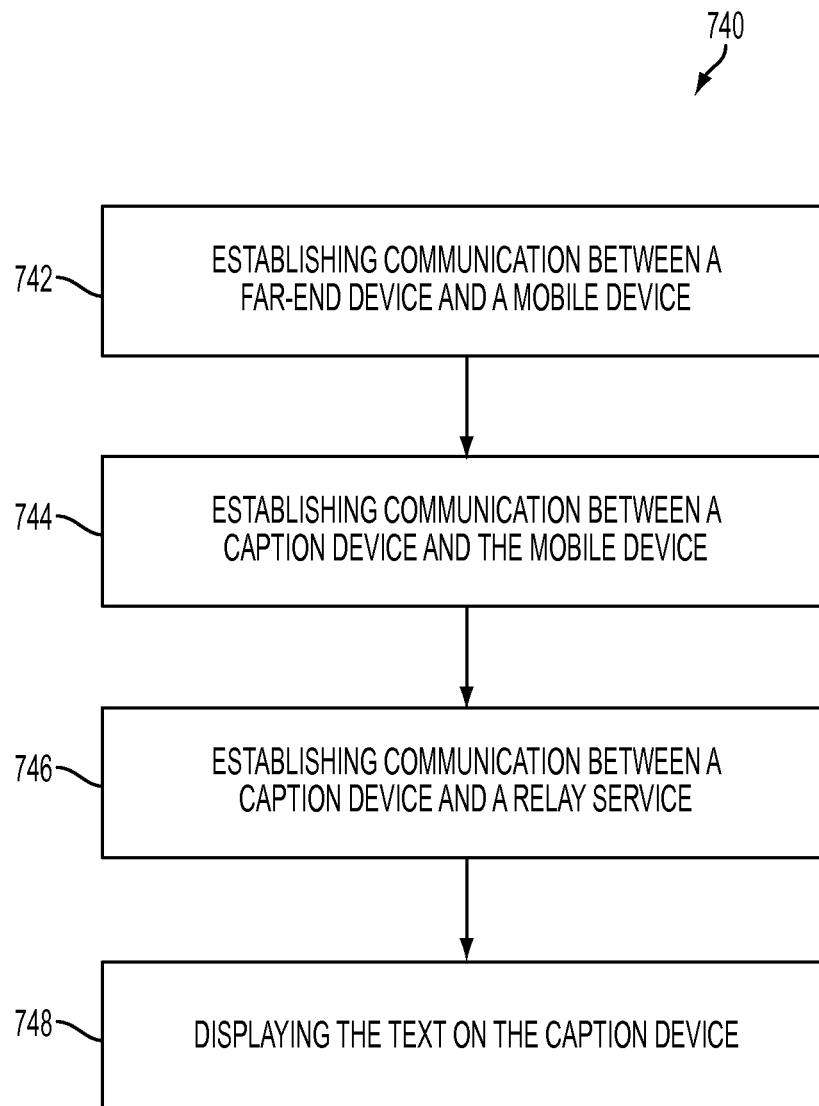 740
742
ESTABLISHING COMMUNICATION BETWEEN A
FAR-END DEVICE AND A MOBILE DEVICE
744
ESTABLISHING COMMUNICATION BETWEEN A
CAPTION DEVICE AND THE MOBILE DEVICE
746
ESTABLISHING COMMUNICATION BETWEEN A
CAPTION DEVICE AND A RELAY SERVICE
748
DISPLAYING THE TEXT ON THE CAPTION DEVICE